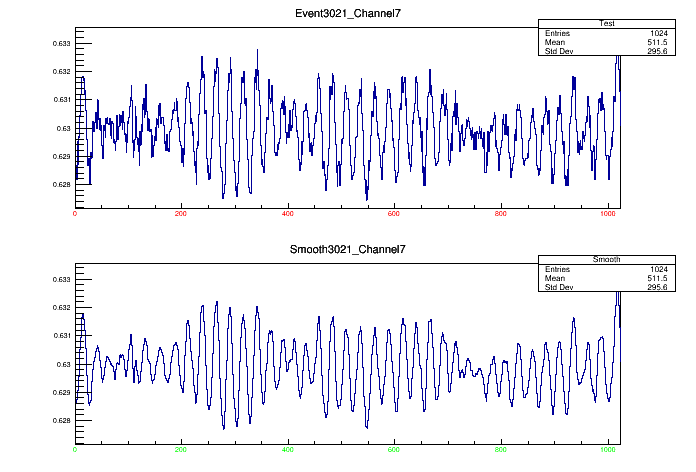 Event3021_Channel7
Test
Entries 1024
Mean 511.5
Std Dev 295.6
0.633
0.632
0.631
0.63
0.629
0.628
0 200 400 600 800 1000
Smooth3021_Channel7
Smooth
Entries 1024
Mean 511.5
Std Dev 295.6
0.633
0.632
0.631
0.63
0.629
0.628
0 200 400 600 800 1000